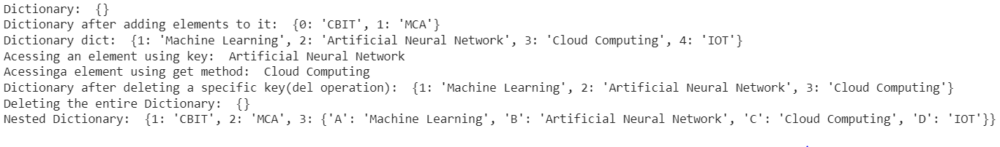 Dictionary:  {}
Dictionary after adding elements to it:  {0: 'CBIT', 1: 'MCA'}
Dictionary dict:  {1: 'Machine Learning', 2: 'Artificial Neural Network', 3: 'Cloud Computing', 4: 'IOT'}
Acessing an element using key:  Artificial Neural Network
Acessinga element using get method:  Cloud Computing
Dictionary after deleting a specific key(del operation):  {1: 'Machine Learning', 2: 'Artificial Neural Network', 3: 'Cloud Computing'}
Deleting the entire Dictionary:  {}
Nested Dictionary:  {1: 'CBIT', 2: 'MCA', 3: {'A': 'Machine Learning', 'B': 'Artificial Neural Network', 'C': 'Cloud Computing', 'D': 'IOT'}}